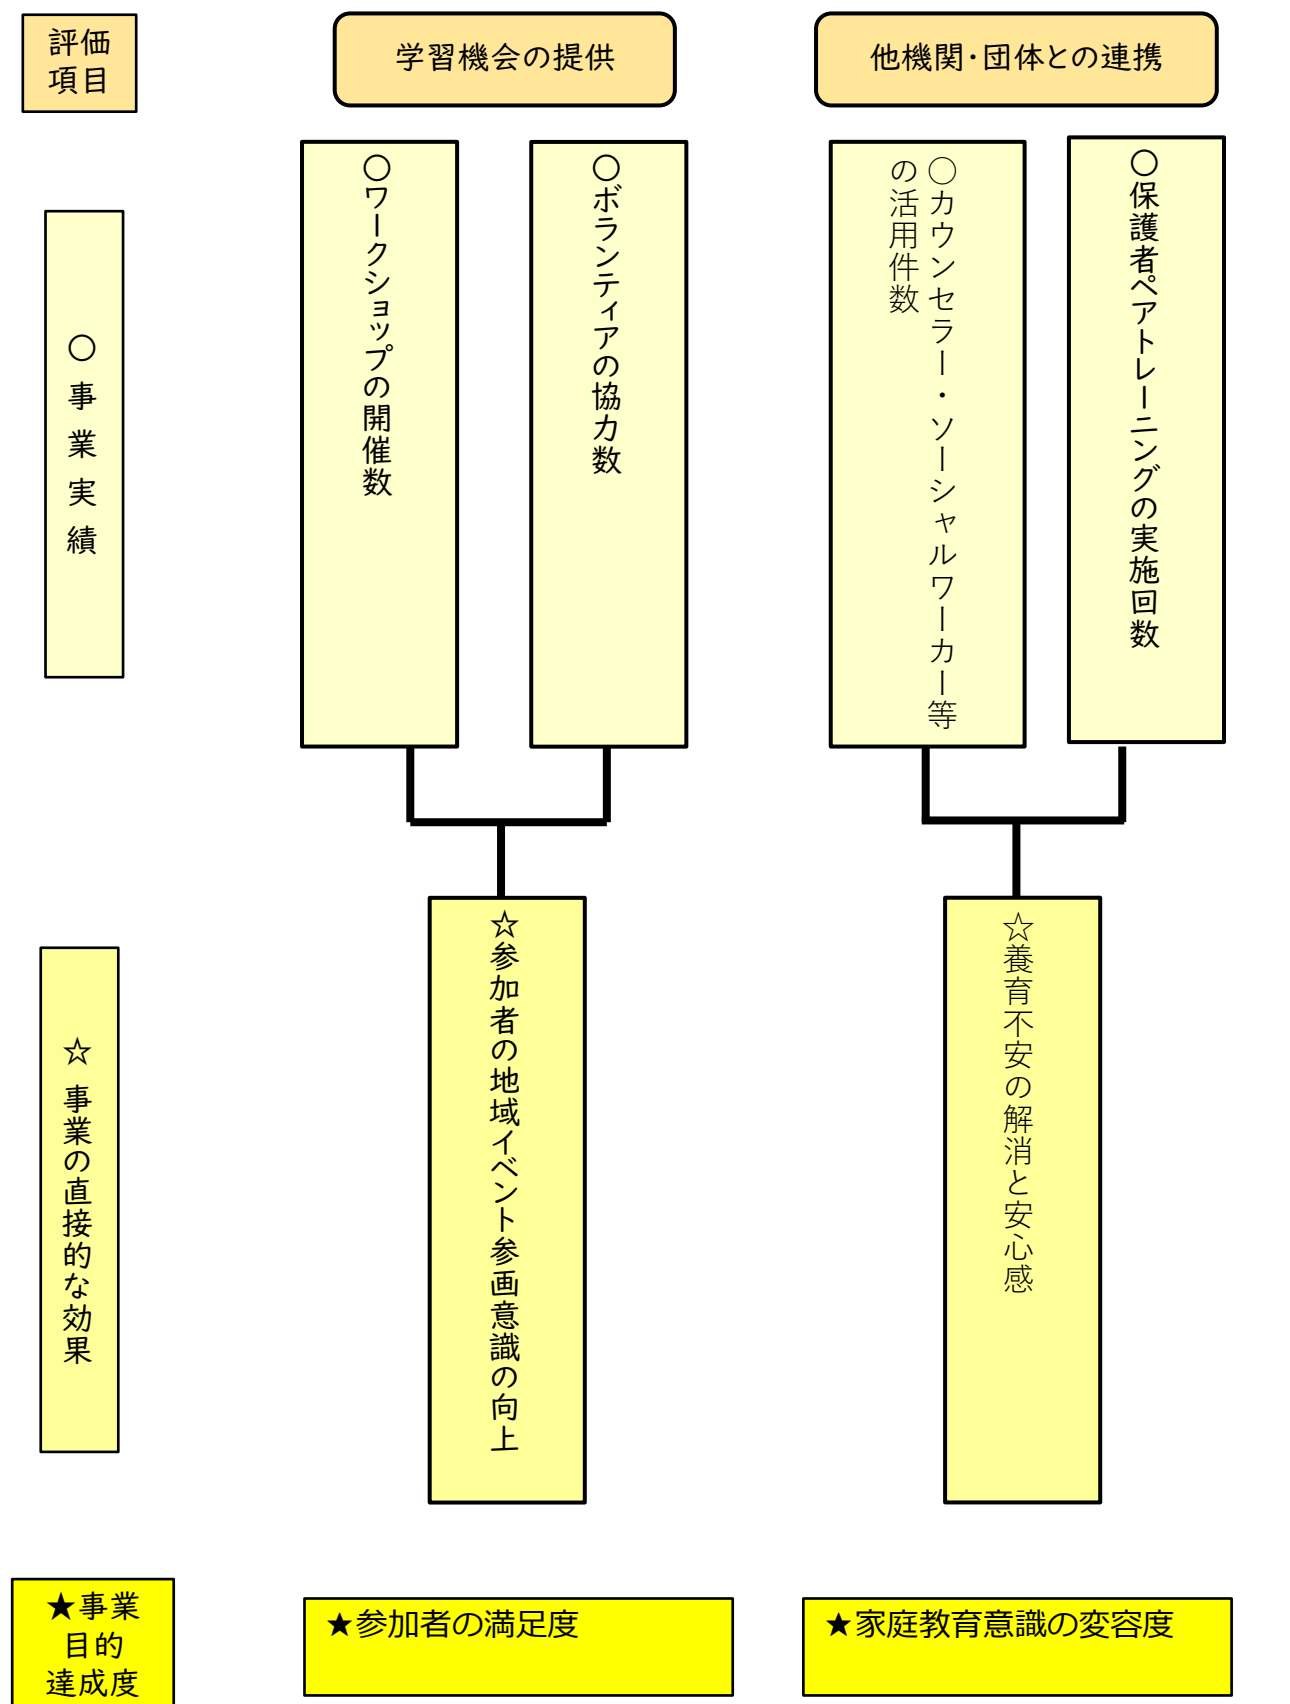 評価
項目
学習機会の提供
他機関・団体との連携
〇事業実績
〇ワークショップの開催数
〇ボランティアの協力数
〇カウンセラー・ソーシャルワーカー等
の活用件数
〇保護者ペアトレーニングの実施回数
☆ 事業の直接的な効果
☆参加者の地域イベント参画意識の向上
☆養育不安の解消と安心感
★事業
目的
達成度
★参加者の満足度
★家庭教育意識の変容度